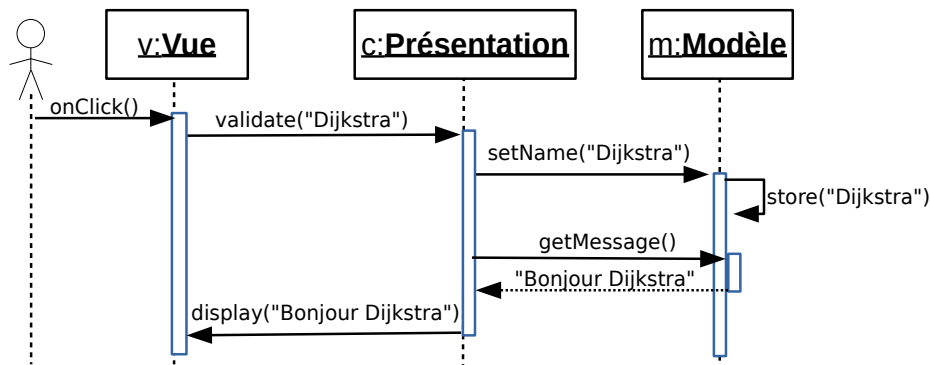 v:Vue
c:Présentation
m:Modèle
onClick()
validate("Dijkstra")
setName("Dijkstra")
store("Dijkstra")
getMessage()
"Bonjour Dijkstra"
display("Bonjour Dijkstra")